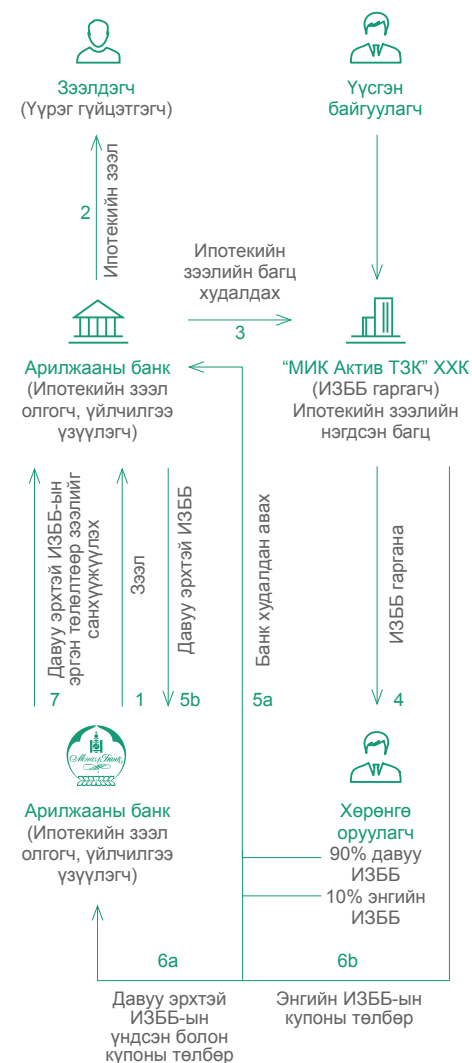 Зээлдэгч
(Үүрэг гүйцэтгэгч)
Үүсгэн
байгуулагч
2
Ипотекийн зээл
Ипотекийн
зээлийн багц
худалдах
3
Арилжааны банк
(Ипотекийн зээл
олгогч, үйлчилгээ
үзүүлэгч)
“МИК Актив ТЗК” ХХК
(ИЗББ гаргагч)
Ипотекийн зээлийн
нэгдсэн багц
Давуу эрхтэй ИЗББ-ын
эргэн төлөлтөөр зээлийг
санхүүжүүлэх
Зээл
Давуу эрхтэй ИЗББ
Банк худалдан авах
ИЗББ гаргана
7
1
5b
5a
4
МонголБанк
Арилжааны банк
(Ипотекийн зээл
олгогч, үйлчилгээ
үзүүлэгч)
Хөрөнгө
оруулагч
90% давуу
ИЗББ
10% энгийн
ИЗББ
6a
6b
Давуу эрхтэй
ИЗББ-ын
үндсэн болон
купоны төлбөр
Энгийн ИЗББ-ын
купоны төлбөр